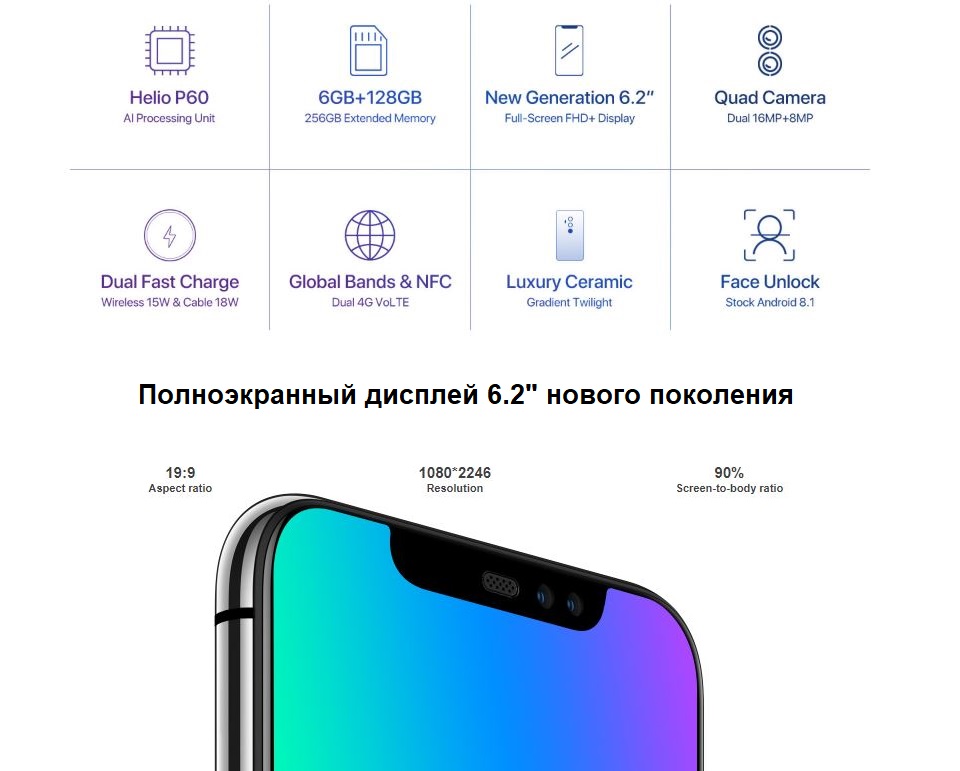 Helio P60
AI Processing Unit
6GB+128GB
256GB Extended Memory
New Generation 6.2″
Full-Screen FHD+ Display
Quad Camera
Dual 16MP+8MP
Dual Fast Charge
Wireless 15W & Cable 18W
Global Bands & NFC
Dual 4G VoLTE
Luxury Ceramic
Gradient Twilight
Face Unlock
Stock Android 8.1
Полноэкранный дисплей 6.2" нового поколения
19:9
Aspect ratio
1080*2246
Resolution
90%
Screen-to-body ratio